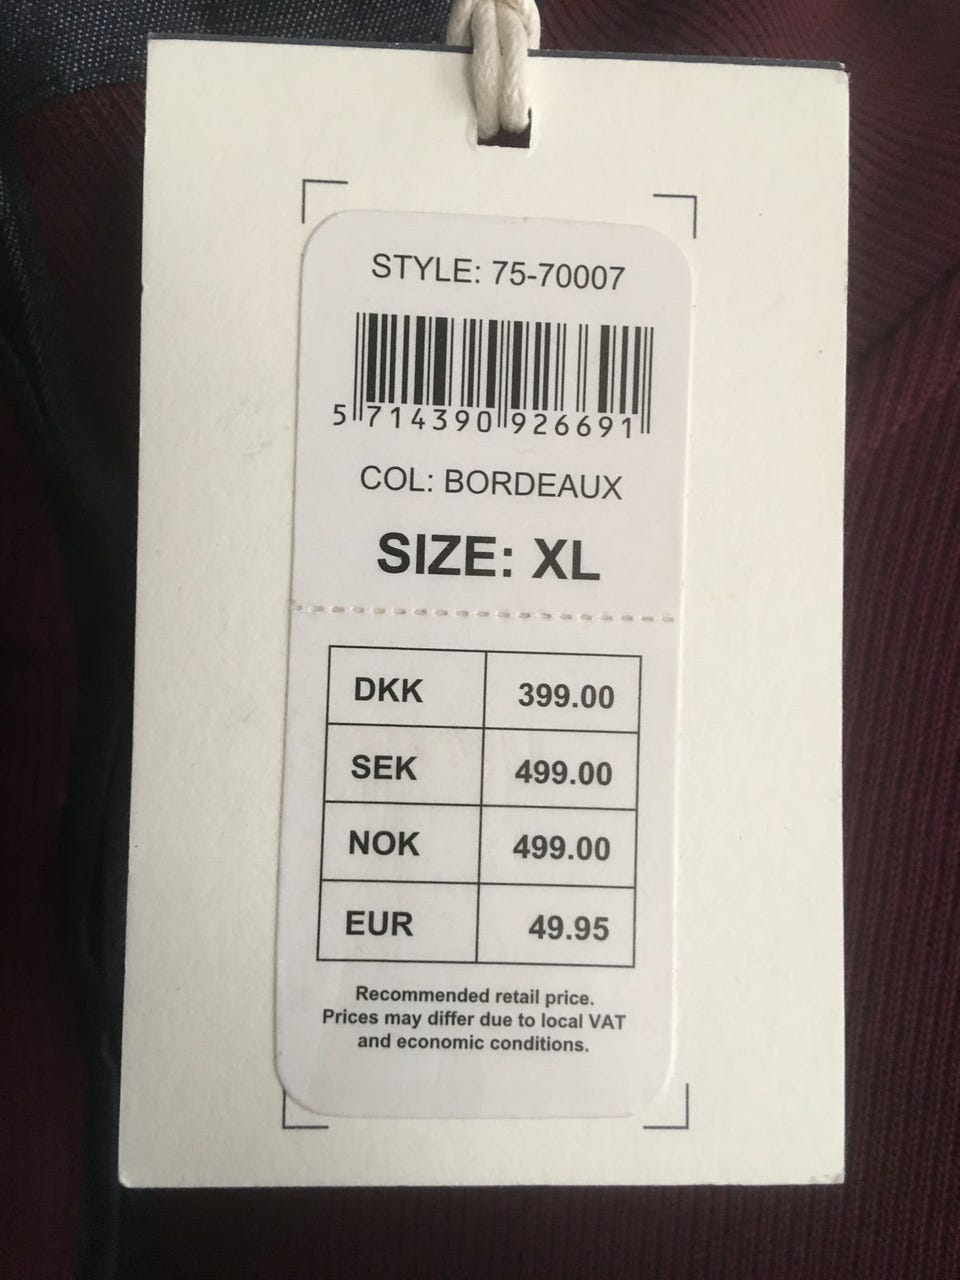 STYLE: 75-70007
5 714390 926691
COL: BORDEAUX
SIZE: XL
DKK 399.00
SEK 499.00
NOK 499.00
EUR 49.95
Recommended retail price.
Prices may differ due to local VAT
and economic conditions.